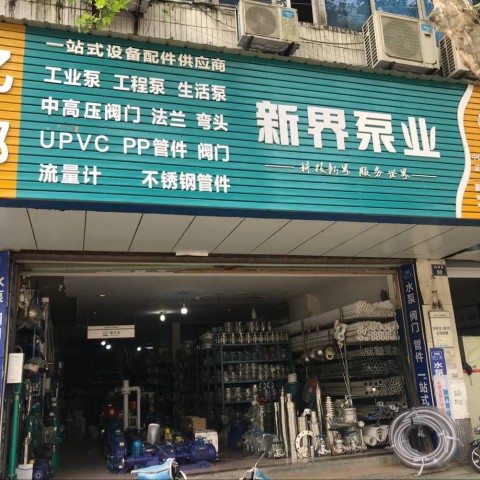 一站式设备配件供应商
工业泵 工程泵 生活泵
中高压阀门 法兰 弯头
UPVC PP管件 阀门
流量计 不锈钢管件
新界泵业
科技新界 服务世界
水泵 阀门 管件 一站式
水泵